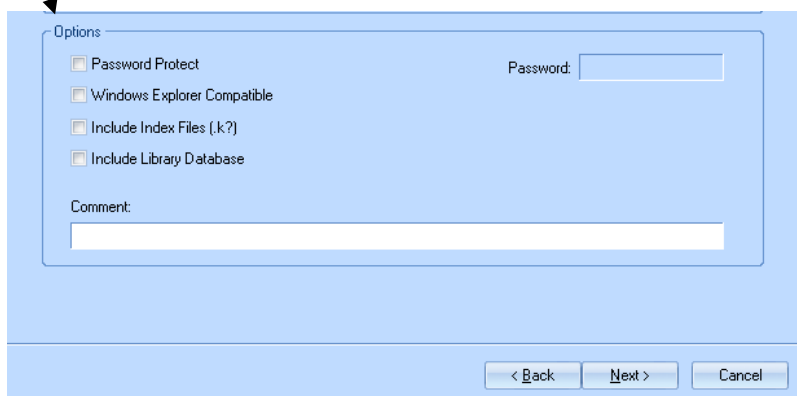 Options
Password Protect
Password:
Windows Explorer Compatible
Include Index Files (.k?)
Include Library Database
Comment:
< Back
Next >
Cancel